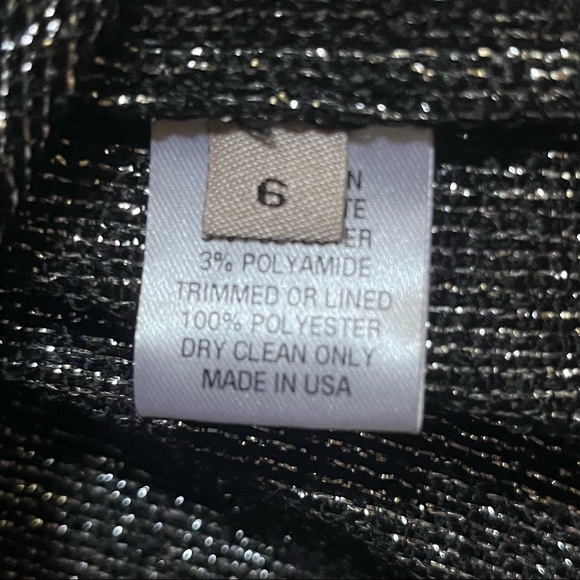 6
3% POLYAMIDE
TRIMMED OR LINED
100% POLYESTER
DRY CLEAN ONLY
MADE IN USA